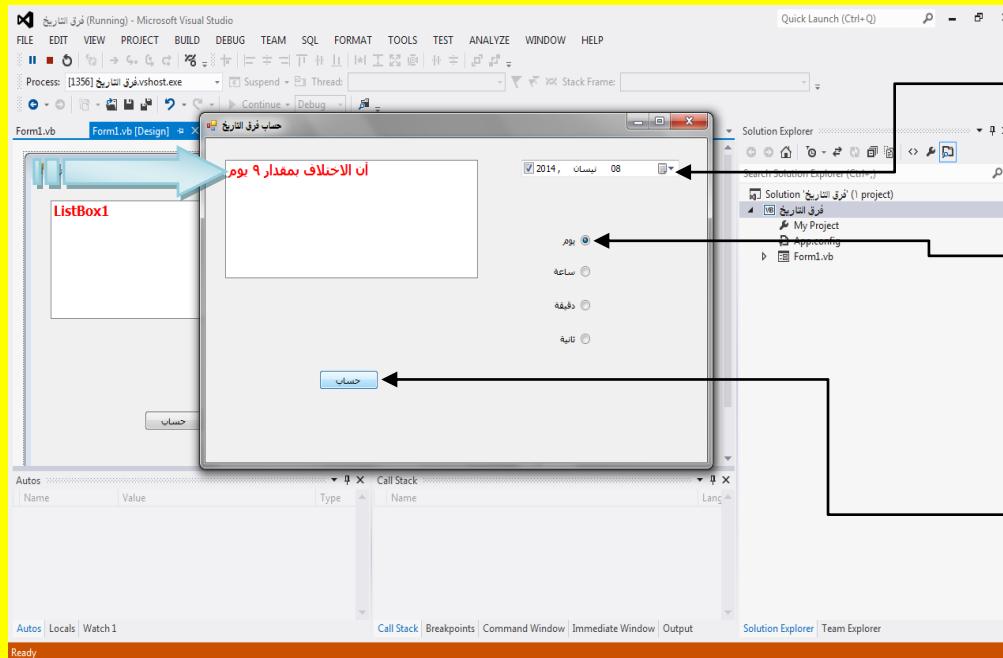 فرق التاريخ (Running) - Microsoft Visual Studio
Quick Launch (Ctrl+Q)
FILE EDIT VIEW PROJECT BUILD DEBUG TEAM SQL FORMAT TOOLS TEST ANALYZE WINDOW HELP
Process: [1356] فرق التاريخ.vshost.exe Suspend Thread: Stack Frame:
Continue Debug
Form1.vb Form1.vb [Design]
حساب فرق التاريخ
أن الاختلاف بمقدار ٩ يوم
08 نيسان , 2014
يوم
ساعة
دقيقة
ثانية
حساب
ListBox1
حساب
Solution Explorer
Search Solution Explorer (Ctrl+;)
Solution 'فرق التاريخ' (١ project)
فرق التاريخ
My Project
App.config
Form1.vb
Autos
Name Value Type
Call Stack
Name Lang
Autos Locals Watch 1
Call Stack Breakpoints Command Window Immediate Window Output
Solution Explorer Team Explorer
Ready